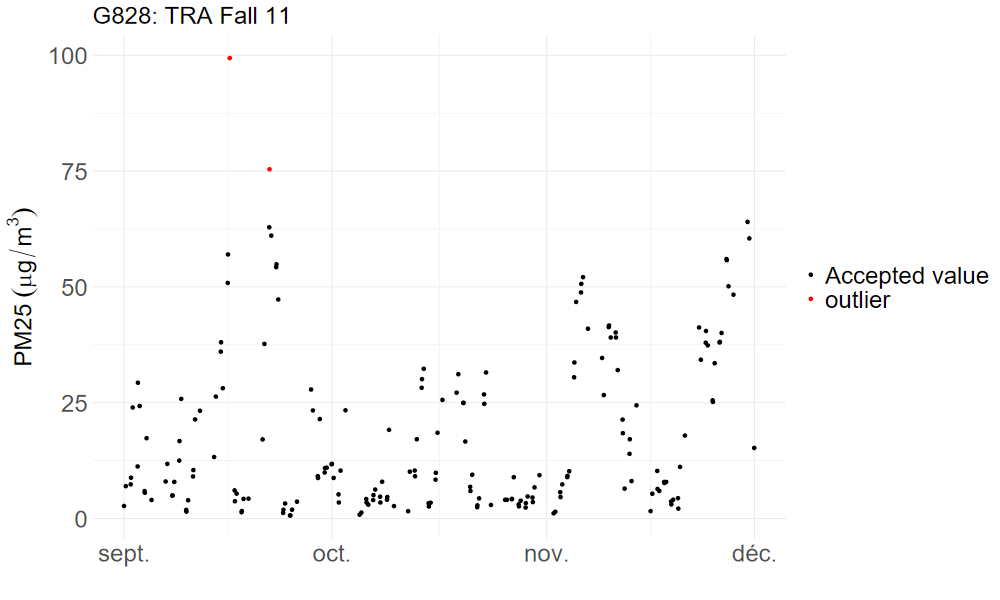 G828: TRA Fall 11
100
75
50
25
0
PM25 (μg/m³)
sept.
oct.
nov.
déc.
Accepted value
outlier